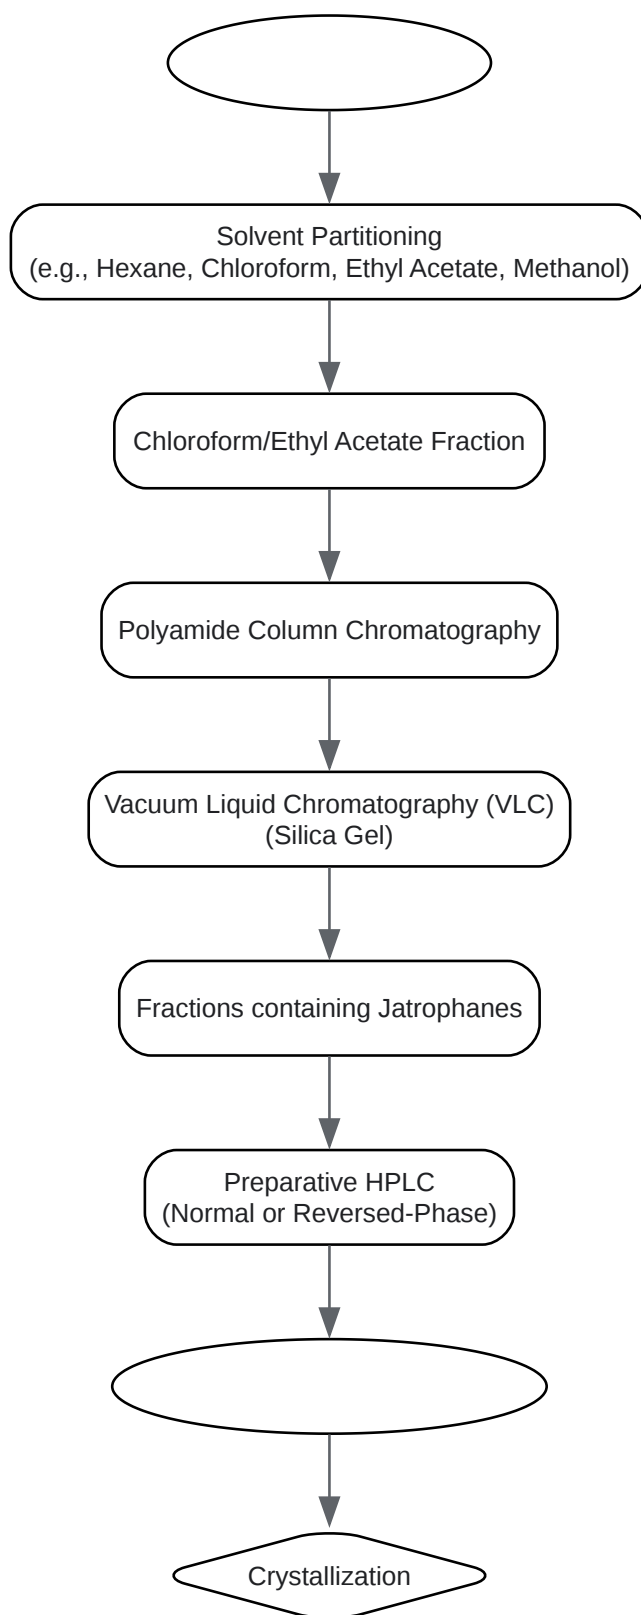 Solvent Partitioning
(e.g., Hexane, Chloroform, Ethyl Acetate, Methanol)
Chloroform/Ethyl Acetate Fraction
Polyamide Column Chromatography
Vacuum Liquid Chromatography (VLC)
(Silica Gel)
Fractions containing Jatrophanes
Preparative HPLC
(Normal or Reversed-Phase)
Crystallization